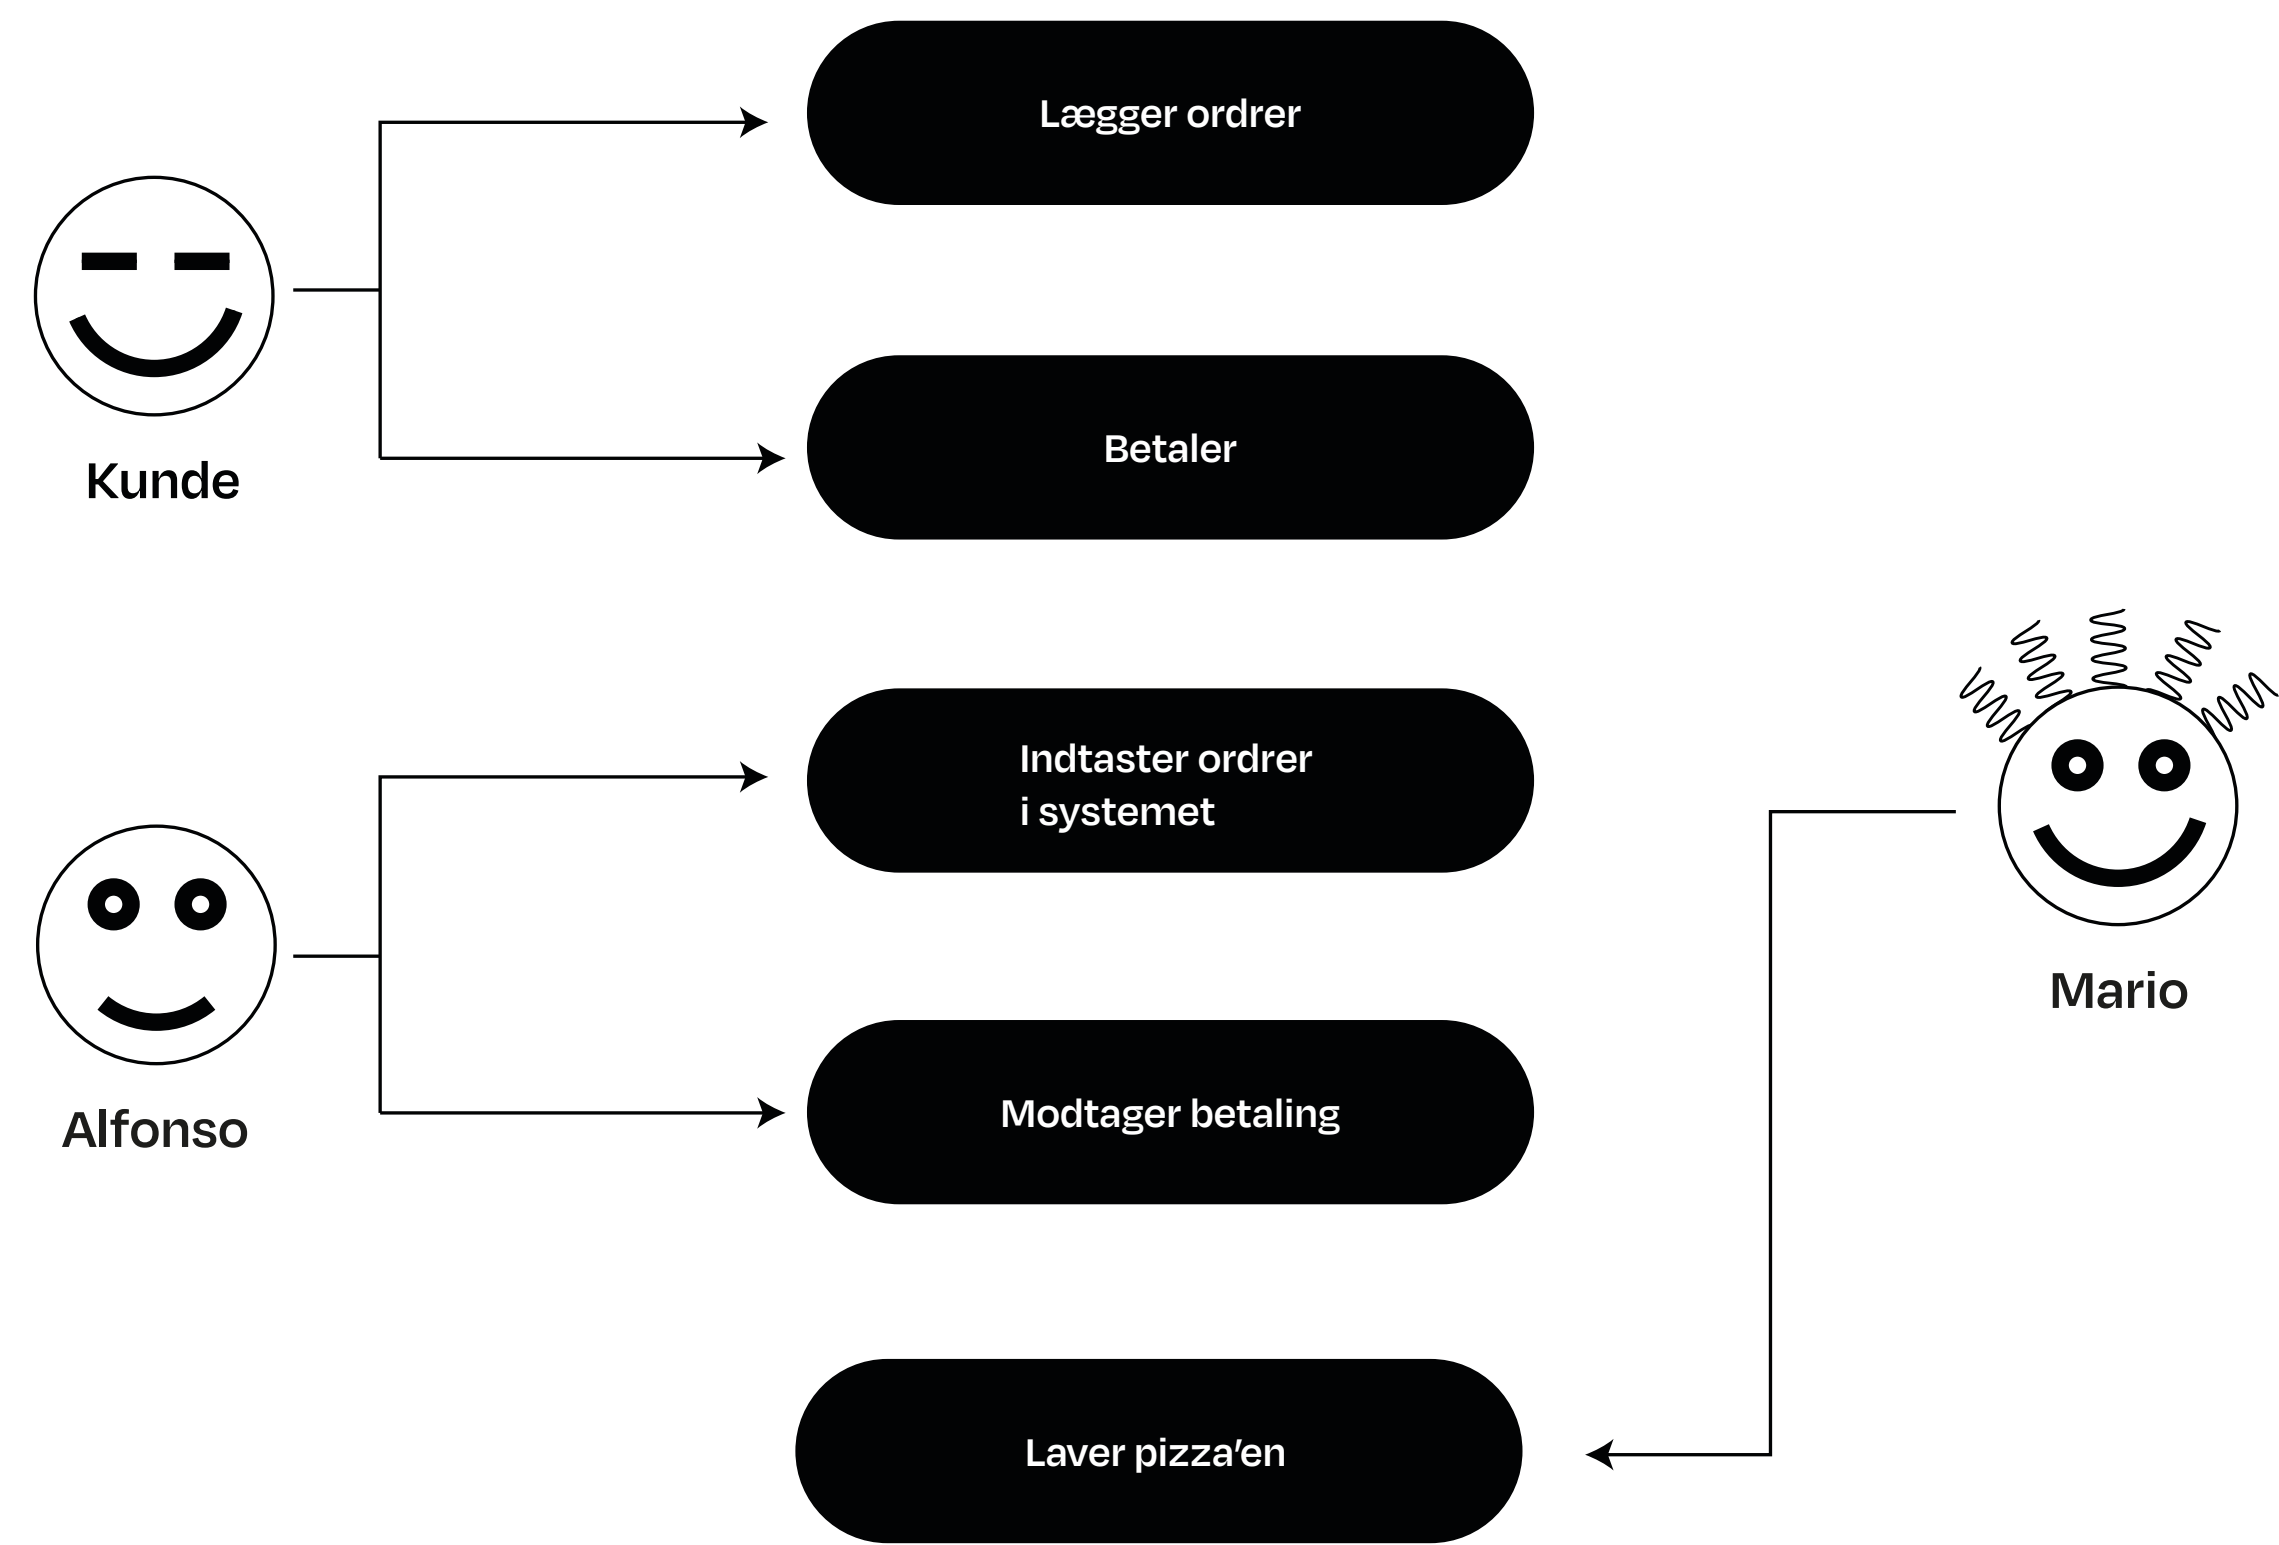 Lægger ordrer
Kunde
Betaler
Indtaster ordrer
i systemet
Mario
Alfonso
Modtager betaling
Laver pizza’en